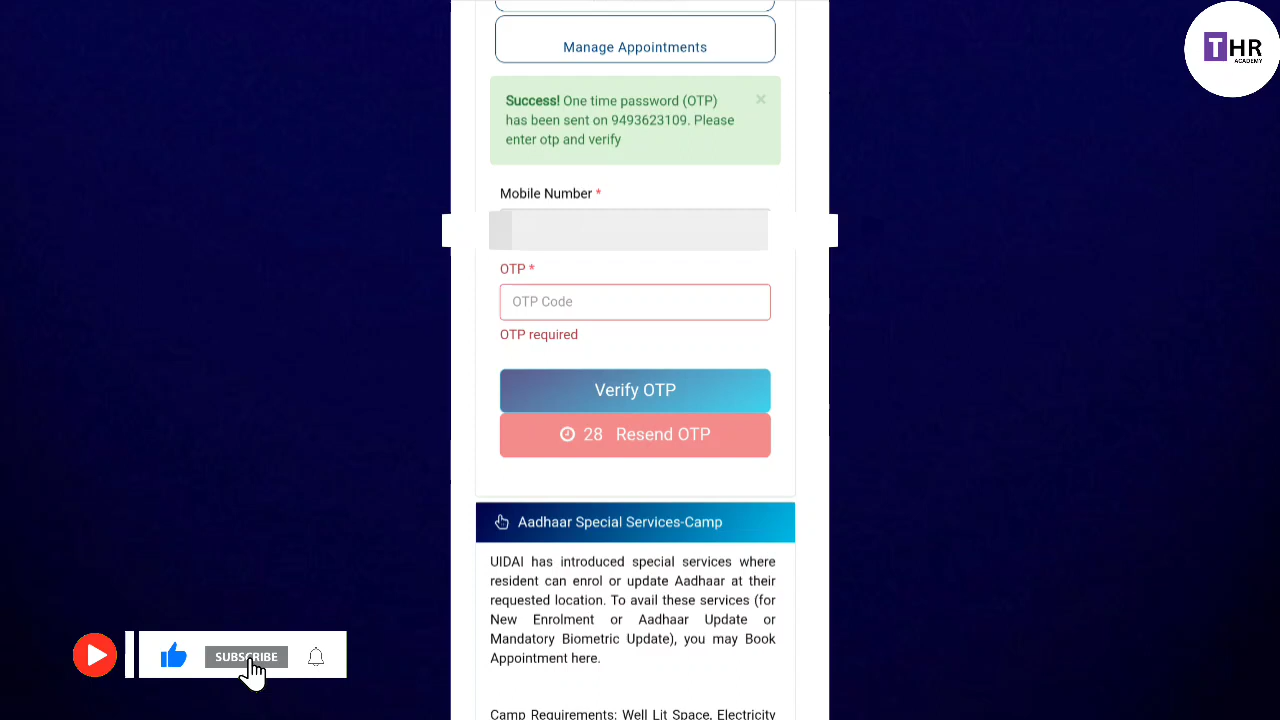 Manage Appointments
THR
ACADEMY
Success! One time password (OTP) ×
has been sent on 9493623109. Please
enter otp and verify
Mobile Number *
OTP *
OTP Code
OTP required
Verify OTP
28 Resend OTP
Aadhaar Special Services-Camp
UIDAI has introduced special services where
resident can enrol or update Aadhaar at their
requested location. To avail these services (for
New Enrolment or Aadhaar Update or
Mandatory Biometric Update), you may Book
Appointment here.
SUBSCRIBE
Camp Requirements: Well Lit Space, Electricity